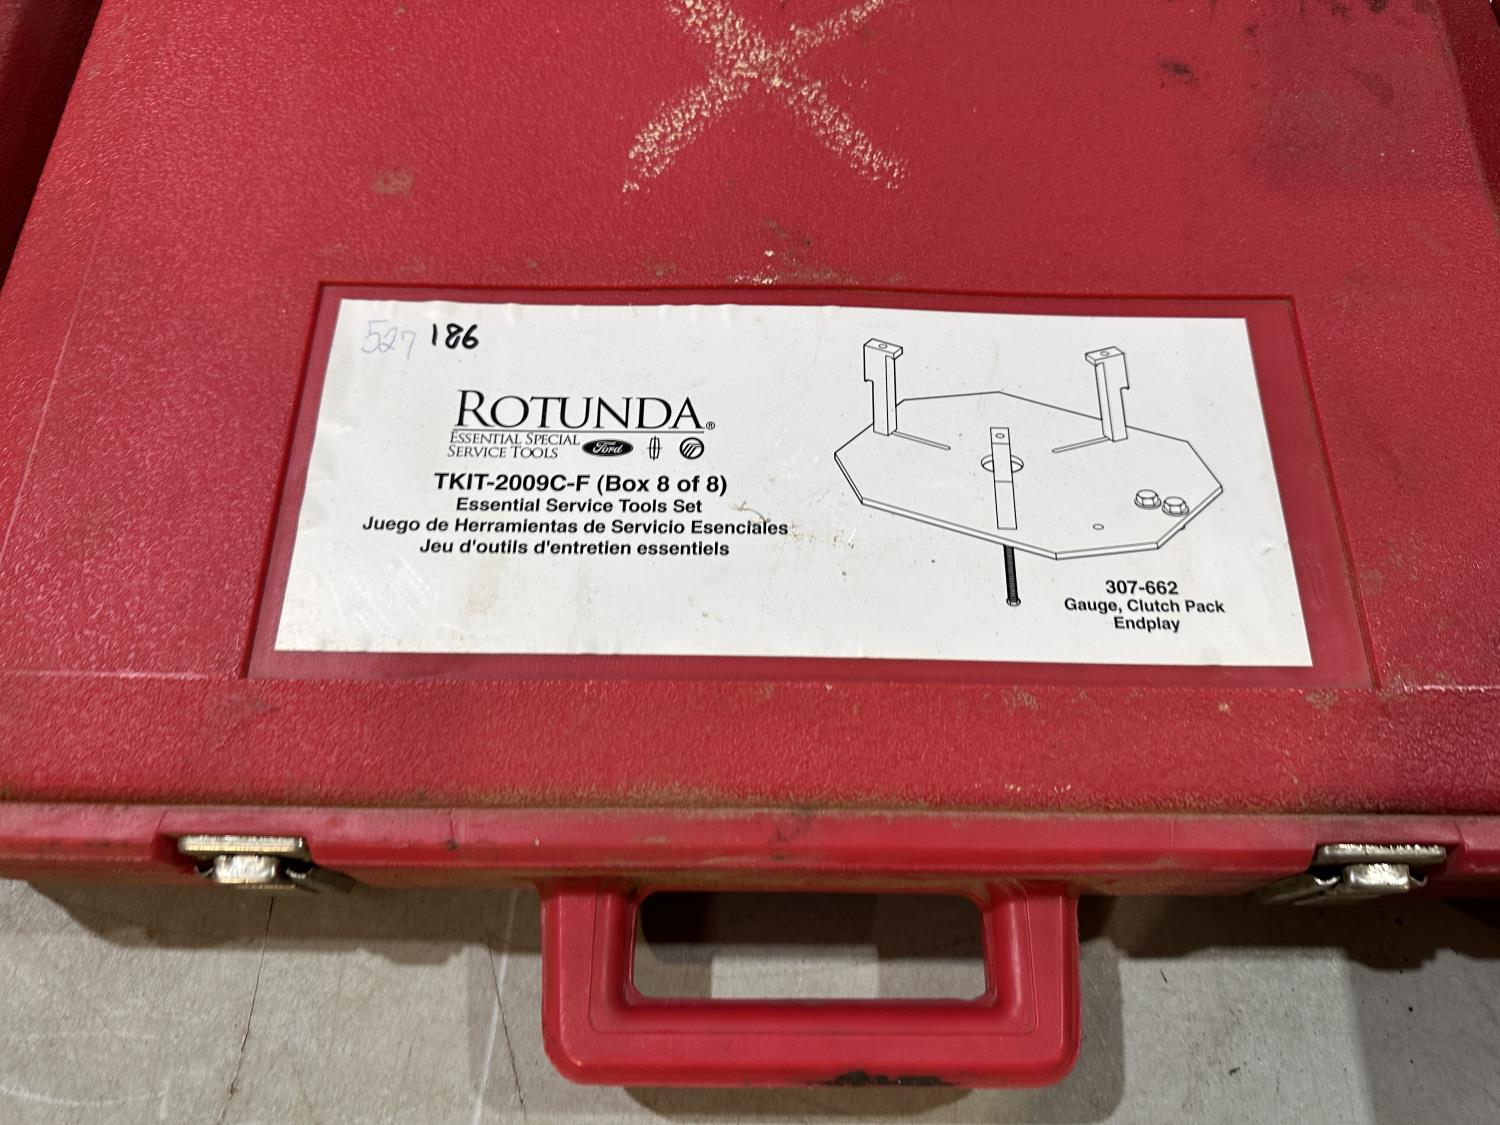 527 186
ROTUNDA®
ESSENTIAL SPECIAL
SERVICE TOOLS
Ford
TKIT-2009C-F (Box 8 of 8)
Essential Service Tools Set
Juego de Herramientas de Servicio Esenciales
Jeu d'outils d'entretien essentiels
307-662
Gauge, Clutch Pack
Endplay